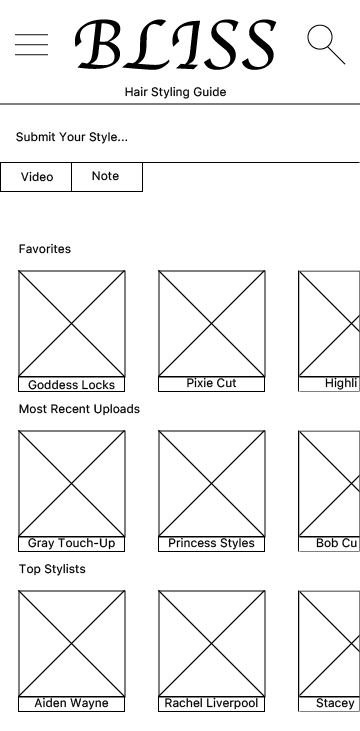 BLISS
Hair Styling Guide
Submit Your Style...
Video Note
Favorites
Goddess Locks Pixie Cut Highli
Most Recent Uploads
Gray Touch-Up Princess Styles Bob Cu
Top Stylists
Aiden Wayne Rachel Liverpool Stacey